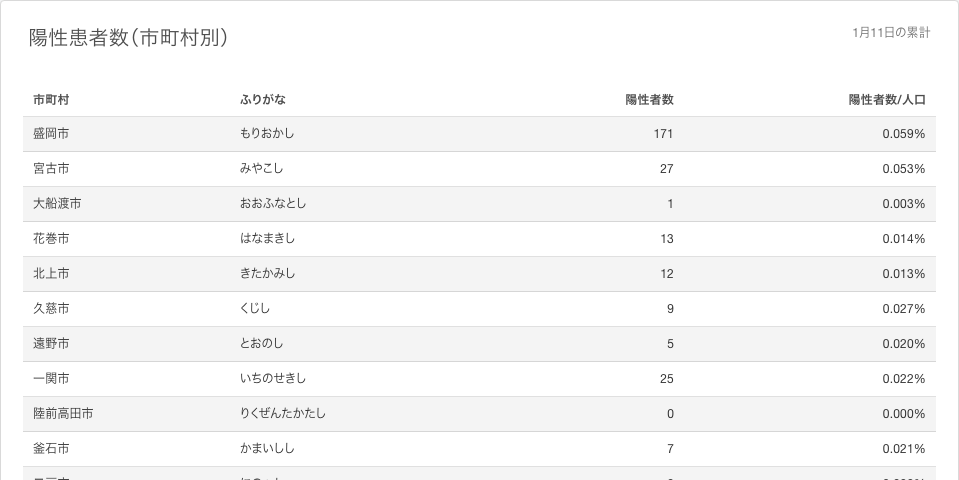 陽性患者数(市町村別)
1月11日の累計
市町村 ふりがな 陽性者数 陽性者数/人口
盛岡市 もりおかし 171 0.059%
宮古市 みやこし 27 0.053%
大船渡市 おおふなとし 1 0.003%
花巻市 はなまきし 13 0.014%
北上市 きたかみし 12 0.013%
久慈市 くじし 9 0.027%
遠野市 とおのし 5 0.020%
一関市 いちのせきし 25 0.022%
陸前高田市 りくぜんたかたし 0 0.000%
釜石市 かまいしし 7 0.021%